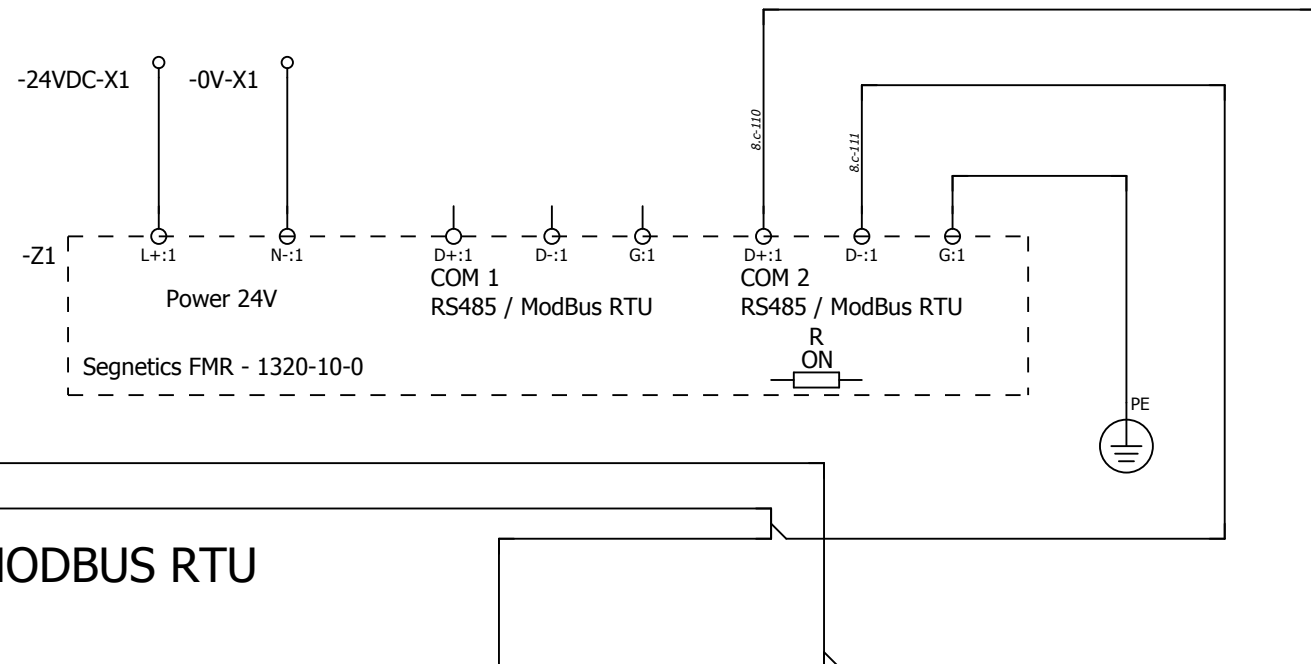 -24VDC-X1
-0V-X1
8.c-110
8.c-111
-Z1
L+:1
N-:1
D+:1
D-:1
G:1
D+:1
D-:1
G:1
Power 24V
COM 1
RS485 / ModBus RTU
COM 2
RS485 / ModBus RTU
R
ON
Segnetics FMR - 1320-10-0
PE
MODBUS RTU